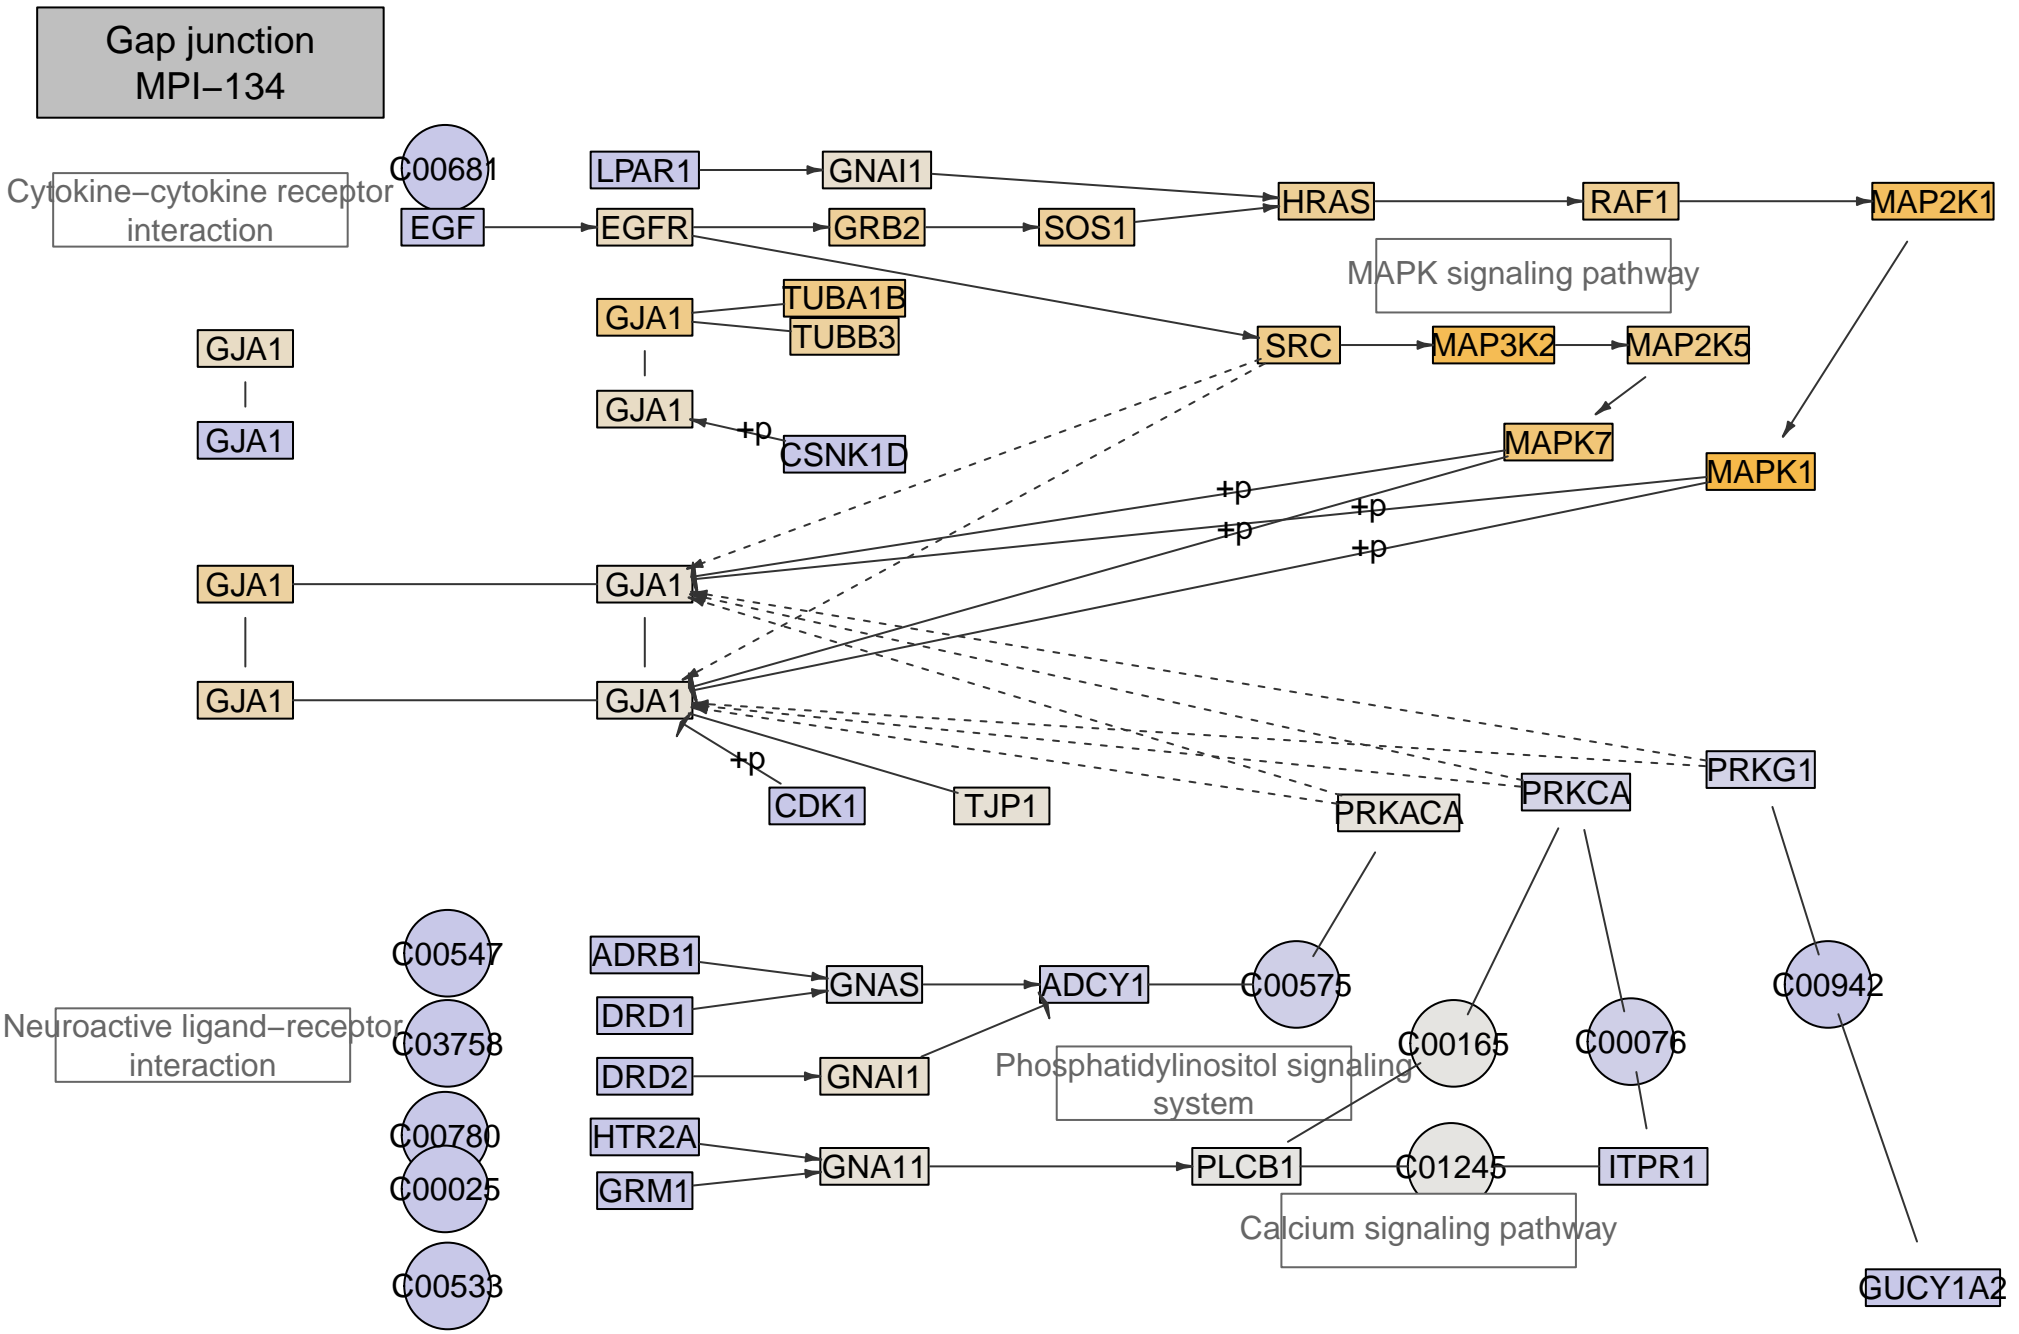 Gap junction
MPI−134
C00681
Cytokine−cytokine receptor
interaction
EGF
LPAR1
GNAI1
EGFR
GRB2
SOS1
HRAS
RAF1
MAP2K1
MAPK signaling pathway
GJA1
TUBA1B
TUBB3
GJA1
GJA1
GJA1
+p
CSNK1D
SRC
MAP3K2
MAP2K5
MAPK7
MAPK1
+p
+p
+p
+p
GJA1
GJA1
GJA1
GJA1
+p
CDK1
TJP1
PRKACA
PRKCA
PRKG1
C00547
ADRB1
GNAS
ADCY1
C00575
C00942
DRD1
Neuroactive ligand−receptor
interaction
C03758
DRD2
GNAI1
Phosphatidylinositol signaling
system
C00165
C00076
C00780
HTR2A
C00025
GRM1
GNA11
PLCB1
C01245
ITPR1
Calcium signaling pathway
C00533
GUCY1A2